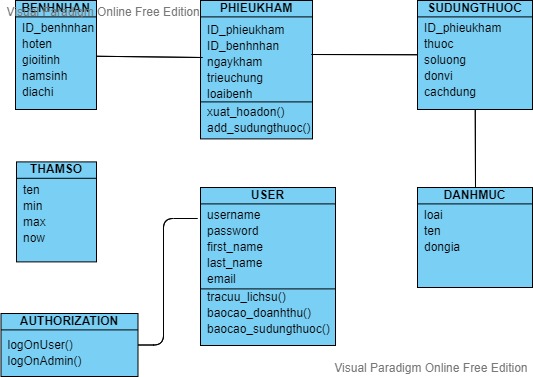 Visual Paradigm Online Free Edition
BENHNHAN
ID_benhnhan
hoten
gioitinh
namsinh
diachi
PHIEUKHAM
ID_phieukham
ID_benhnhan
ngaykham
trieuchung
loaibenh
xuat_hoadon()
add_sudungthuoc()
SUDUNGTHUOC
ID_phieukham
thuoc
soluong
donvi
cachdung
THAMSO
ten
min
max
now
USER
username
password
first_name
last_name
email
tracuu_lichsu()
baocao_doanhthu()
baocao_sudungthuoc()
DANHMUC
loai
ten
dongia
AUTHORIZATION
logOnUser()
logOnAdmin()
Visual Paradigm Online Free Edition